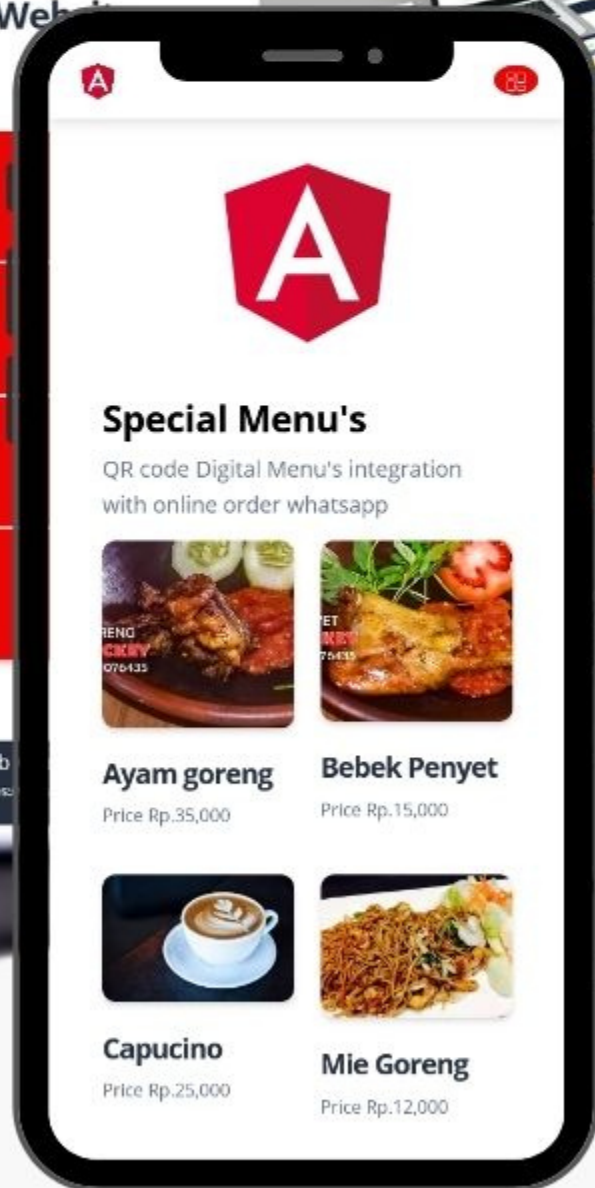 Website
A
A
Special Menu's
QR code Digital Menu's integration
with online order whatsapp
Ayam goreng
Price Rp.35,000
Bebek Penyet
Price Rp.15,000
Capucino
Price Rp.25,000
Mie Goreng
Price Rp.12,000